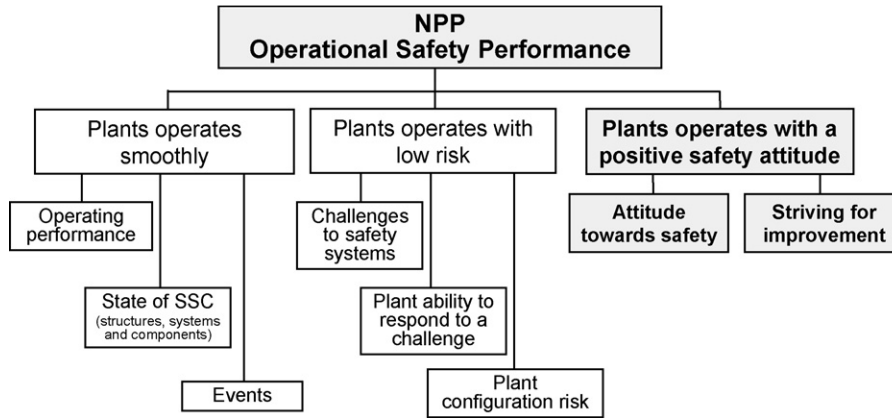 NPP
Operational Safety Performance
Plants operates
smoothly
Plants operates with
low risk
Plants operates with a
positive safety attitude
Operating
performance
Challenges
to safety
systems
Attitude
towards safety
Striving for
improvement
State of SSC
(structures, systems
and components)
Plant ability to
respond to a
challenge
Events
Plant
configuration risk